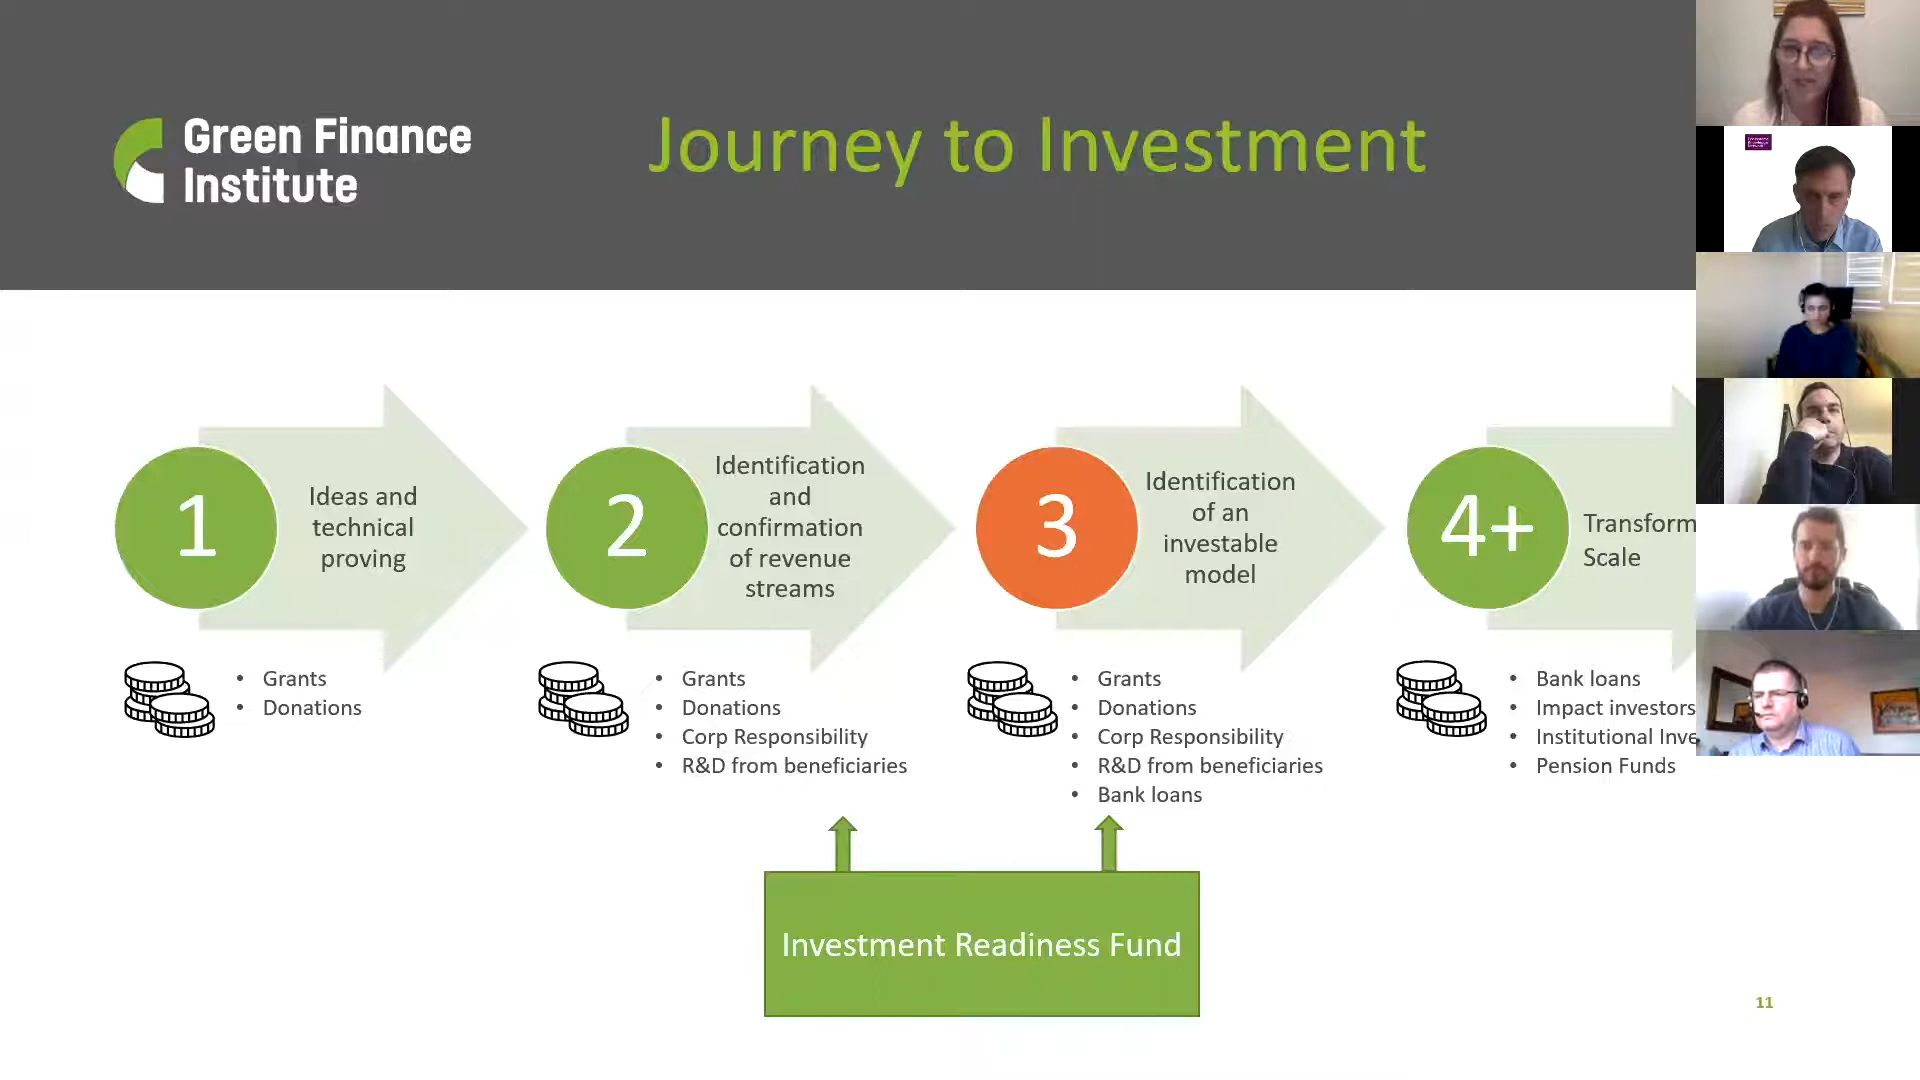 Green Finance
Institute
Journey to Investment
1
Ideas and
technical
proving
2
Identification
and
confirmation
of revenue
streams
3
Identification
of an
investable
model
4+
Transform
Scale
• Grants
• Donations
• Grants
• Donations
• Corp Responsibility
• R&D from beneficiaries
• Grants
• Donations
• Corp Responsibility
• R&D from beneficiaries
• Bank loans
• Bank loans
• Impact investors
• Institutional Inve
• Pension Funds
Investment Readiness Fund
11